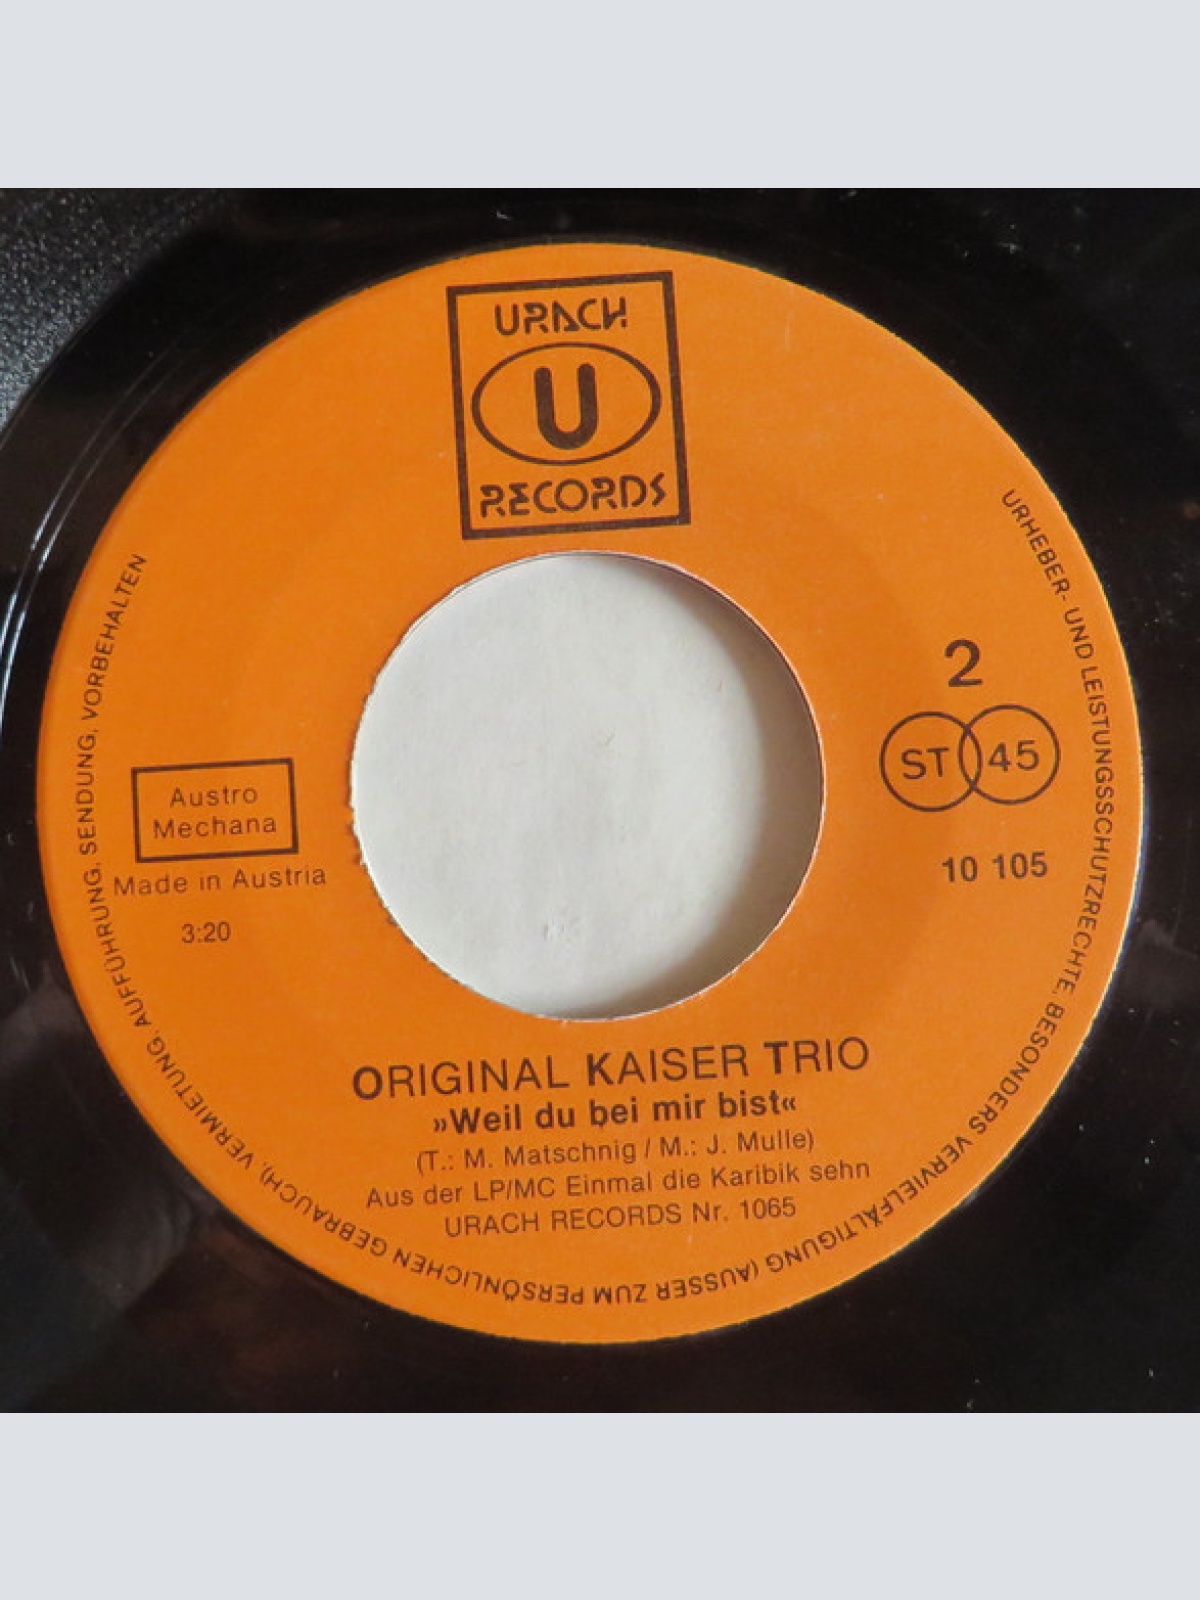 URACH
U
RECORDS
2
ST 45
10 105
Austro
Mechana
Made in Austria
3:20
ORIGINAL KAISER TRIO
»Weil du bei mir bist«
(T.: M. Matschnig / M.: J. Mulle)
Aus der LP/MC Einmal die Karibik sehn
URACH RECORDS Nr. 1065
URHEBER- UND LEISTUNGSSCHUTZRECHTE, BESONDERS VERVIELFÄLTIGUNG (AUSSER ZUM PERSÖNLICHEN GEBRAUCH), VERMIETUNG, AUFFÜHRUNG, SENDUNG, VORBEHALTEN